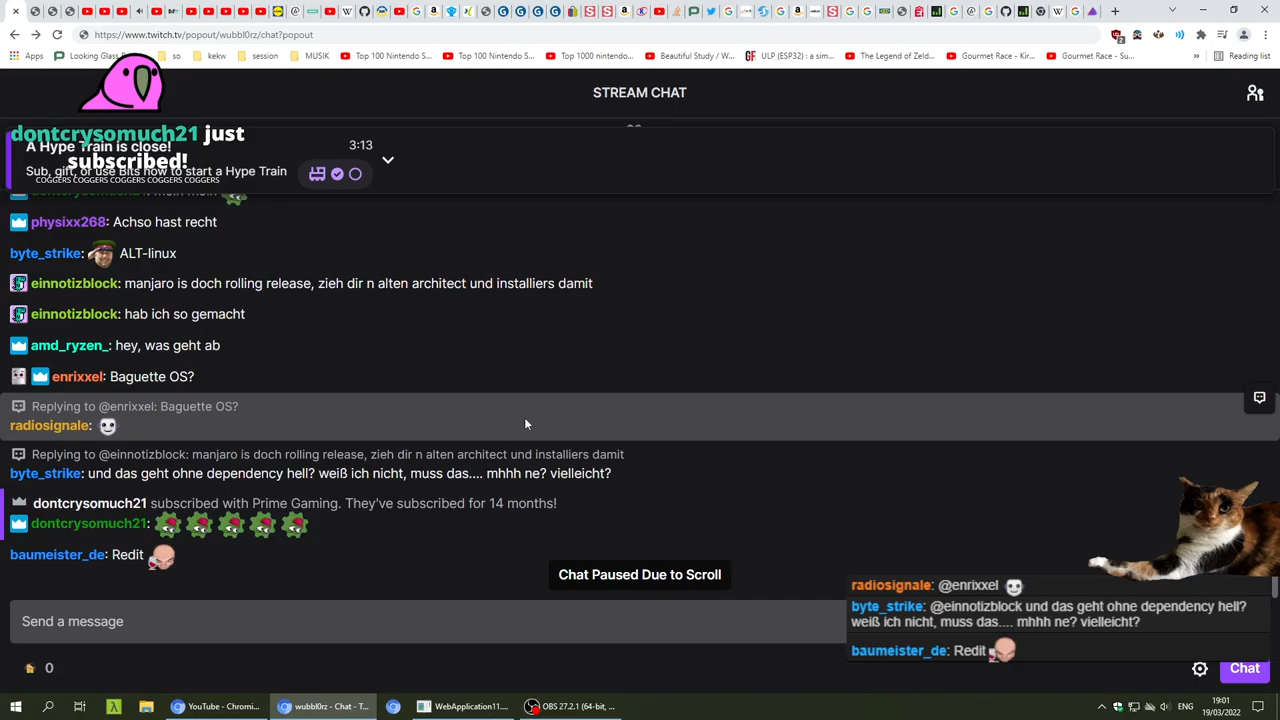 https://www.twitch.tv/popout/wubbl0rz/chat?popout
Apps
Looking Glass
so
kekw
session
MUSIK
Top 100 Nintendo S...
Top 100 Nintendo S...
Top 1000 nintendo...
Beautiful Study / W...
ULP (ESP32) : a sim...
The Legend of Zeld...
Gourmet Race - Kir...
Gourmet Race - Su...
Reading list
STREAM CHAT
dontcrysomuch21 just
subscribed!
COGGERS COGGERS COGGERS COGGERS COGGERS
A Hype Train is close!
3:13
Sub, gift, or use Bits now to start a Hype Train
physixx268: Achso hast recht
byte_strike: ALT-linux
einnotizblock: manjaro is doch rolling release, zieh dir n alten architect und installiers damit
einnotizblock: hab ich so gemacht
amd_ryzen_: hey, was geht ab
enrixxel: Baguette OS?
Replying to @enrixxel: Baguette OS?
radiosignale:
Replying to @einnotizblock: manjaro is doch rolling release, zieh dir n alten architect und installiers damit
byte_strike: und das geht ohne dependency hell? weiß ich nicht, muss das.... mhhh ne? vielleicht?
dontcrysomuch21 subscribed with Prime Gaming. They've subscribed for 14 months!
dontcrysomuch21:
baumeister_de: Redit
Chat Paused Due to Scroll
Send a message
radiosignale: @enrixxel
byte_strike: @einnotizblock und das geht ohne dependency hell?
weiß ich nicht, muss das.... mhhh ne? vielleicht?
baumeister_de: Redit
0
Chat
YouTube - Chromi...
wubbl0rz - Chat - T...
WebApplication11...
OBS 27.2.1 (64-bit, ...
ENG
19:01
19/03/2022